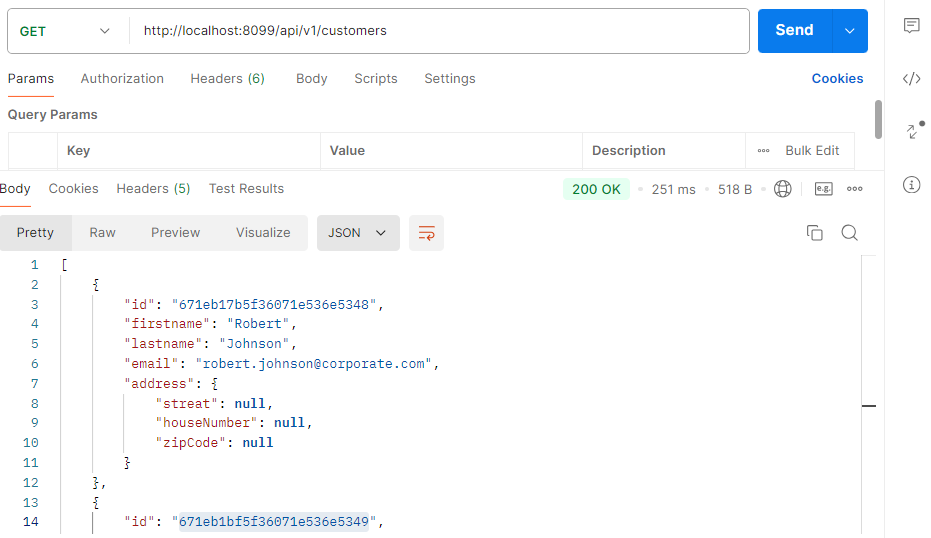 GET http://localhost:8099/api/v1/customers Send
Params Authorization Headers (6) Body Scripts Settings Cookies
Query Params
Key Value Description Bulk Edit
Body Cookies Headers (5) Test Results 200 OK 251 ms 518 B e.g.
Pretty Raw Preview Visualize JSON
1 [
2 {
3 "id": "671eb17b5f36071e536e5348",
4 "firstname": "Robert",
5 "lastname": "Johnson",
6 "email": "robert.johnson@corporate.com",
7 "address": {
8 "streat": null,
9 "houseNumber": null,
10 "zipCode": null
11 }
12 },
13 {
14 "id": "671eb1bf5f36071e536e5349",